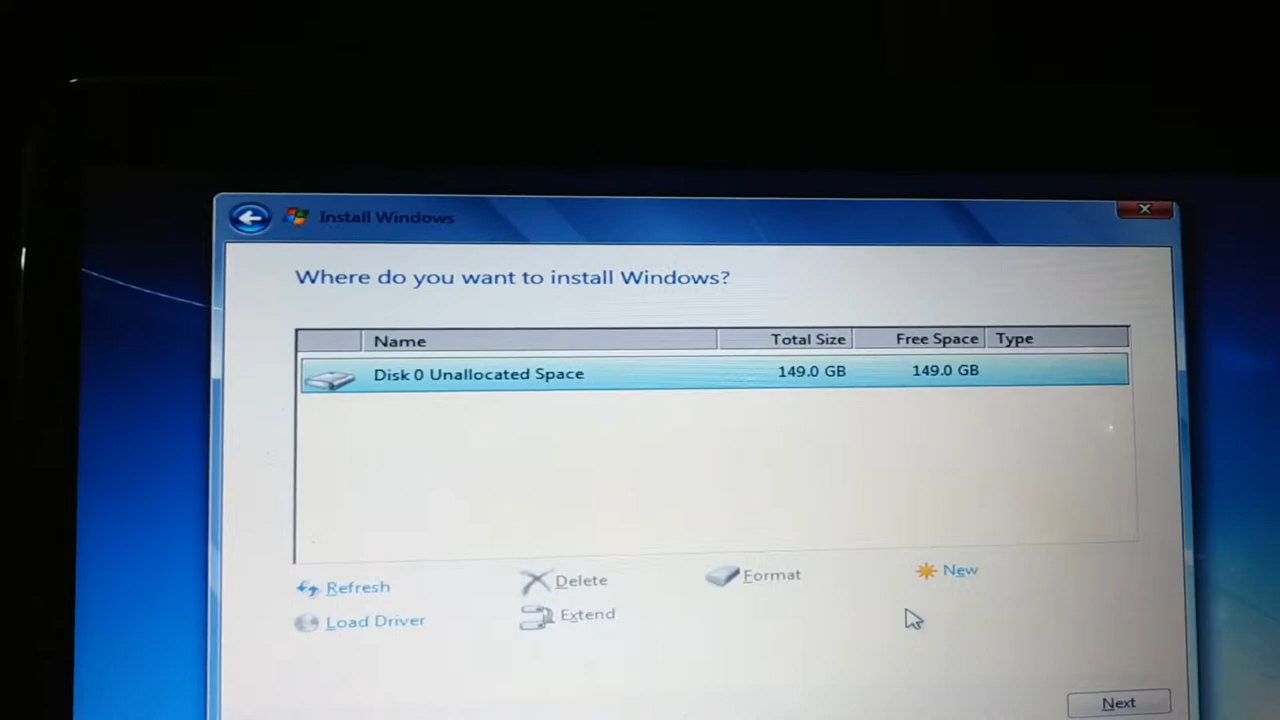 Install Windows
Where do you want to install Windows?
Name Total Size Free Space Type
Disk 0 Unallocated Space 149.0 GB 149.0 GB
Refresh Delete Format New
Load Driver Extend
Next